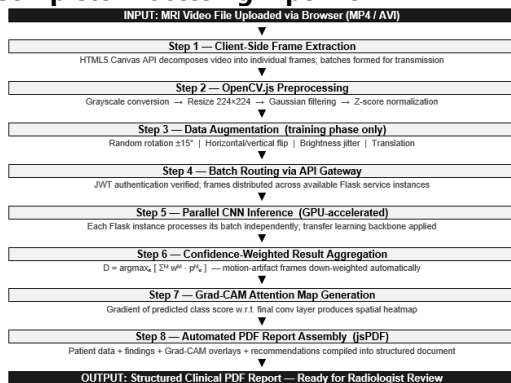 Complete Processing Pipeline
INPUT: MRI Video File Uploaded via Browser (MP4 / AVI)
▼
Step 1 — Client-Side Frame Extraction
HTML5 Canvas API decomposes video into individual frames; batches formed for transmission
▼
Step 2 — OpenCV.js Preprocessing
Grayscale conversion → Resize 224×224 → Gaussian filtering → Z-score normalization
▼
Step 3 — Data Augmentation (training phase only)
Random rotation ±15° | Horizontal/vertical flip | Brightness jitter | Translation
▼
Step 4 — Batch Routing via API Gateway
JWT authentication verified; frames distributed across available Flask service instances
▼
Step 5 — Parallel CNN Inference (GPU-accelerated)
Each Flask instance processes its batch independently; transfer learning backbone applied
▼
Step 6 — Confidence-Weighted Result Aggregation
D = argmaxₑ [ Σᴹ wᴹ · pᴹₑ ] — motion-artifact frames down-weighted automatically
▼
Step 7 — Grad-CAM Attention Map Generation
Gradient of predicted class score w.r.t. final conv layer produces spatial heatmap
▼
Step 8 — Automated PDF Report Assembly (jsPDF)
Patient data + findings + Grad-CAM overlays + recommendations compiled into structured document
▼
OUTPUT: Structured Clinical PDF Report — Ready for Radiologist Review